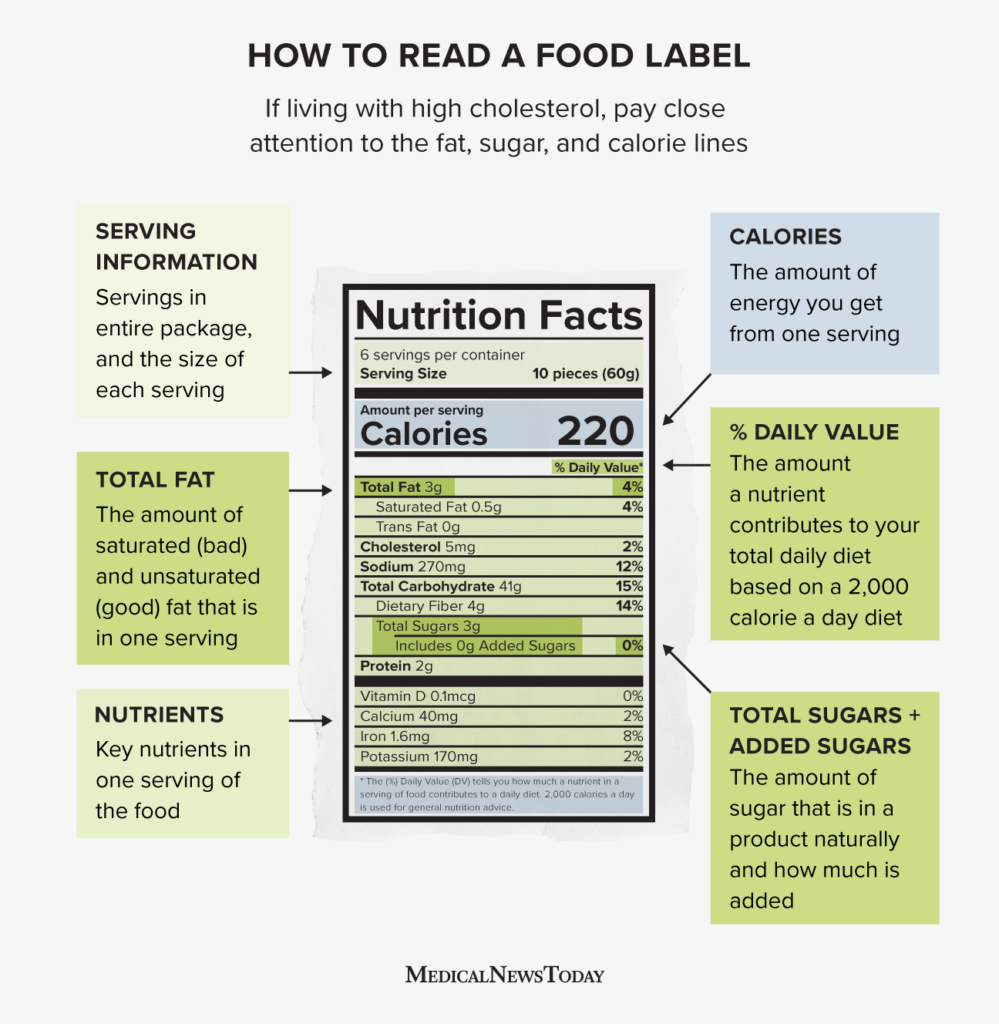 HOW TO READ A FOOD LABEL
If living with high cholesterol, pay close
attention to the fat, sugar, and calorie lines
SERVING
INFORMATION
Servings in
entire package,
and the size of
each serving
TOTAL FAT
The amount of
saturated (bad)
and unsaturated
(good) fat that is
in one serving
NUTRIENTS
Key nutrients in
one serving of
the food
Nutrition Facts
6 servings per container
Serving Size 10 pieces (60g)
Amount per serving
Calories 220
% Daily Value*
Total Fat 3g 4%
Saturated Fat 0.5g 4%
Trans Fat 0g
Cholesterol 5mg 2%
Sodium 270mg 12%
Total Carbohydrate 41g 15%
Dietary Fiber 4g 14%
Total Sugars 3g
Includes 0g Added Sugars 0%
Protein 2g
Vitamin D 0.1mcg 0%
Calcium 40mg 2%
Iron 1.6mg 8%
Potassium 170mg 2%
* The (%) Daily Value (DV) tells you how much a nutrient in a
serving of food contributes to a daily diet. 2,000 calories a day
is used for general nutrition advice.
CALORIES
The amount of
energy you get
from one serving
% DAILY VALUE
The amount
a nutrient
contributes to your
total daily diet
based on a 2,000
calorie a day diet
TOTAL SUGARS +
ADDED SUGARS
The amount of
sugar that is in a
product naturally
and how much is
added
MEDICALNEWSTODAY